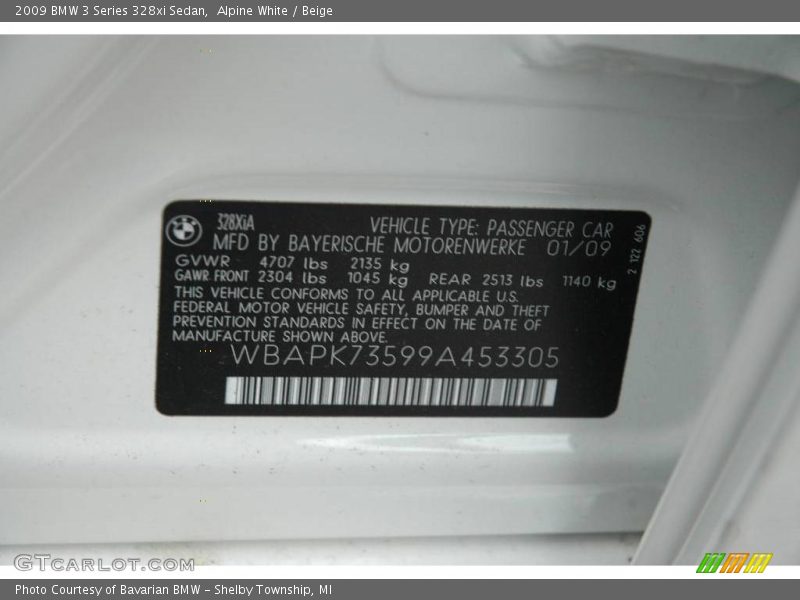 2009 BMW 3 Series 328xi Sedan,  Alpine White / Beige
328XiA
VEHICLE TYPE: PASSENGER CAR
MFD BY BAYERISCHE MOTORENWERKE 01/09
GVWR 4707 lbs 2135 kg
GAWR FRONT 2304 lbs 1045 kg REAR 2513 lbs 1140 kg
THIS VEHICLE CONFORMS TO ALL APPLICABLE U.S.
FEDERAL MOTOR VEHICLE SAFETY, BUMPER AND THEFT
PREVENTION STANDARDS IN EFFECT ON THE DATE OF
MANUFACTURE SHOWN ABOVE.
WBAPK73599A453305
2 122 606
GTCARLOT.COM
Photo Courtesy of Bavarian BMW - Shelby Township, MI